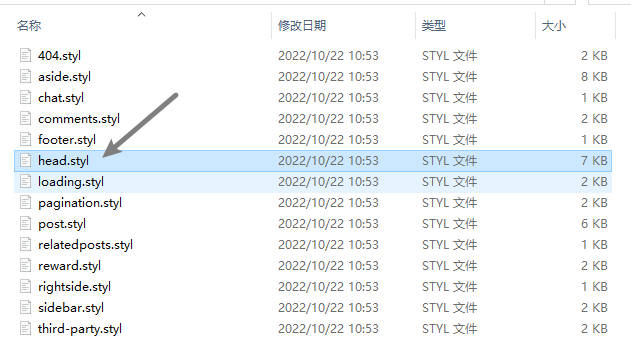 名称 修改日期 类型 大小
404.styl 2022/10/22 10:53 STYL 文件 2 KB
aside.styl 2022/10/22 10:53 STYL 文件 8 KB
chat.styl 2022/10/22 10:53 STYL 文件 1 KB
comments.styl 2022/10/22 10:53 STYL 文件 2 KB
footer.styl 2022/10/22 10:53 STYL 文件 1 KB
head.styl 2022/10/22 10:53 STYL 文件 7 KB
loading.styl 2022/10/22 10:53 STYL 文件 2 KB
pagination.styl 2022/10/22 10:53 STYL 文件 2 KB
post.styl 2022/10/22 10:53 STYL 文件 6 KB
relatedposts.styl 2022/10/22 10:53 STYL 文件 1 KB
reward.styl 2022/10/22 10:53 STYL 文件 2 KB
rightside.styl 2022/10/22 10:53 STYL 文件 1 KB
sidebar.styl 2022/10/22 10:53 STYL 文件 2 KB
third-party.styl 2022/10/22 10:53 STYL 文件 2 KB